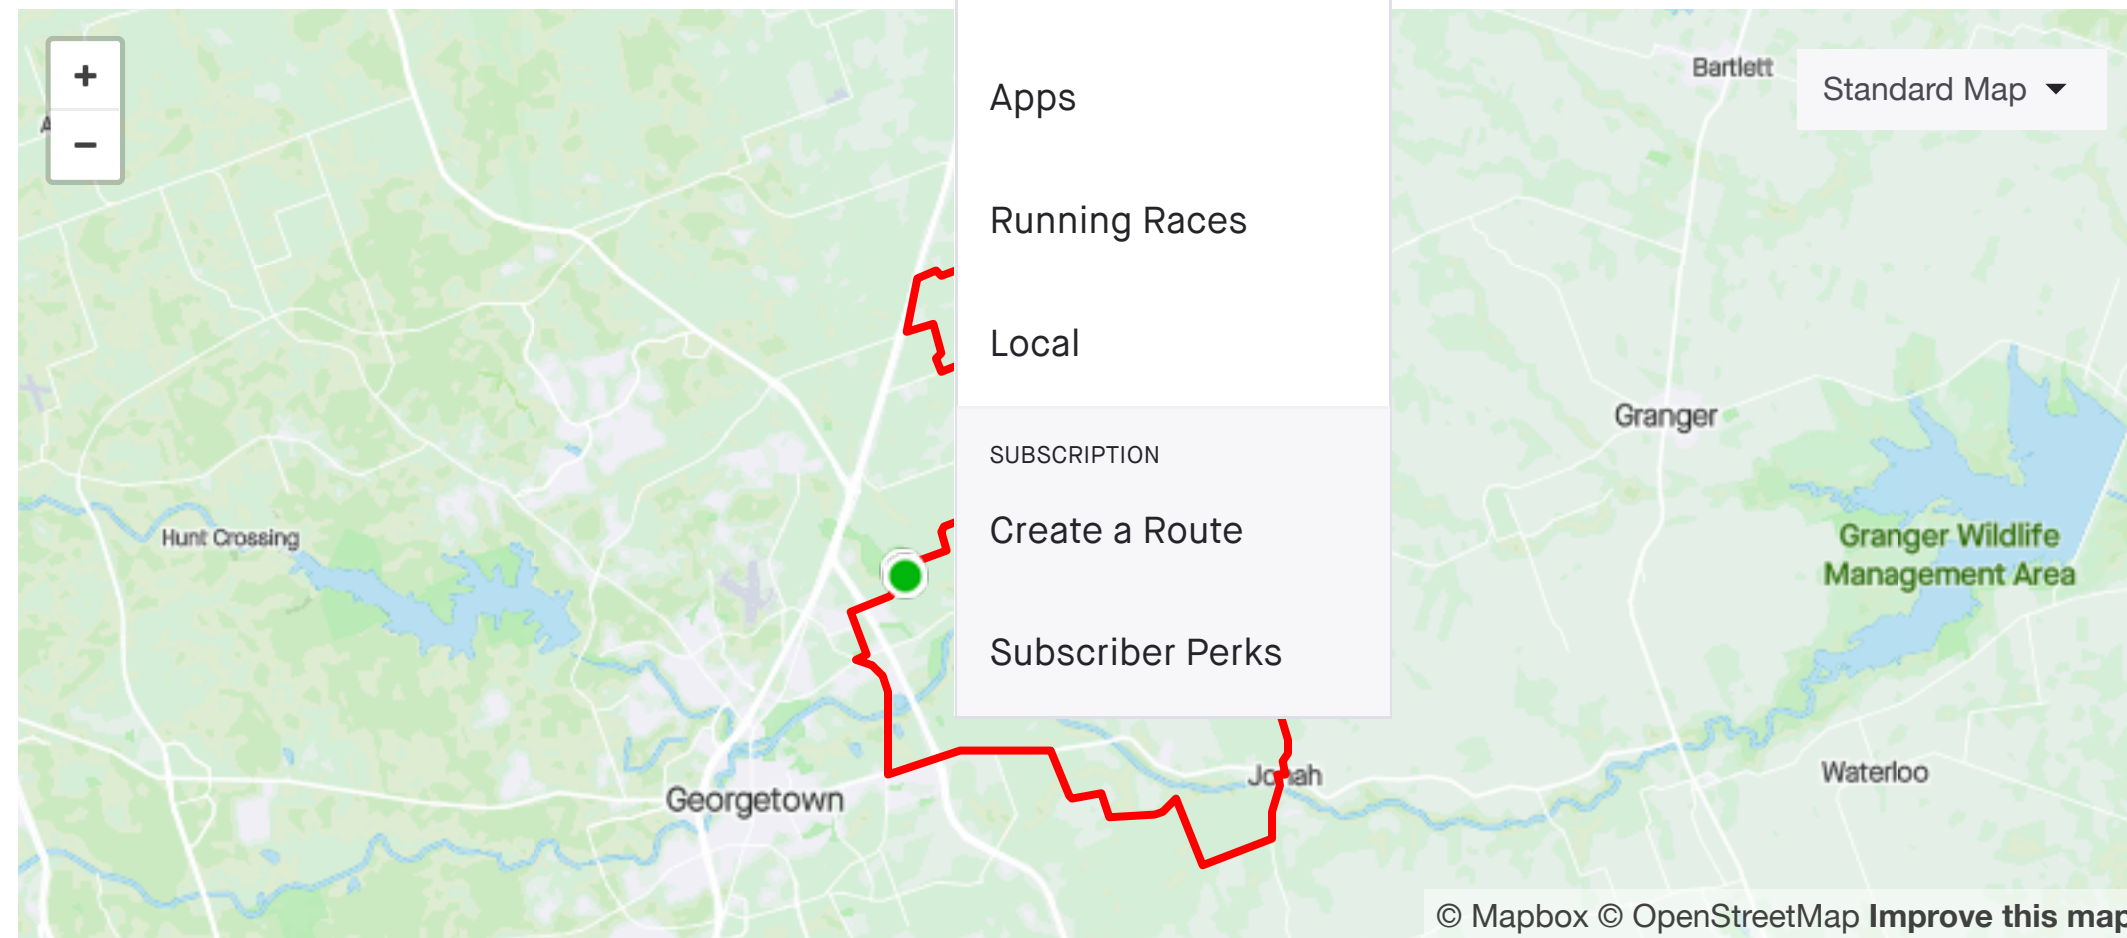 Apps
Running Races
Local
SUBSCRIPTION
Create a Route
Subscriber Perks
+
−
Standard Map
Bartlett
Granger
Hunt Crossing
Granger Wildlife
Management Area
Georgetown
Waterloo
© Mapbox © OpenStreetMap Improve this map